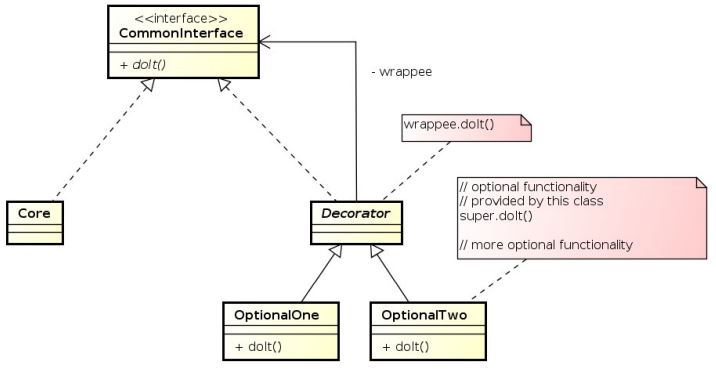 <<interface>>
CommonInterface
+ doIt()
- wrappee
wrappee.doIt()
// optional functionality
// provided by this class
super.doIt()
// more optional functionality
Core
Decorator
OptionalOne
+ doIt()
OptionalTwo
+ doIt()